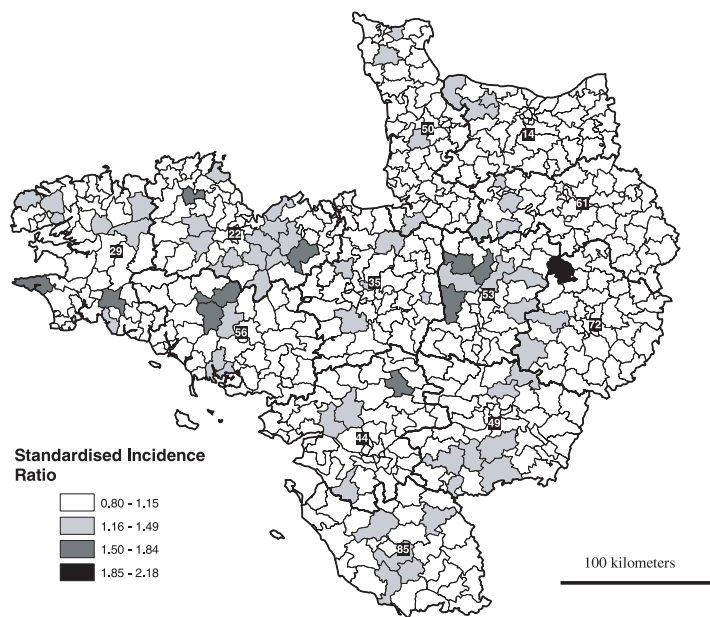 50
14
61
22
29
35
53
56
72
49
44
85
Standardised Incidence
Ratio
0.80 - 1.15
1.16 - 1.49
1.50 - 1.84
1.85 - 2.18
100 kilometers